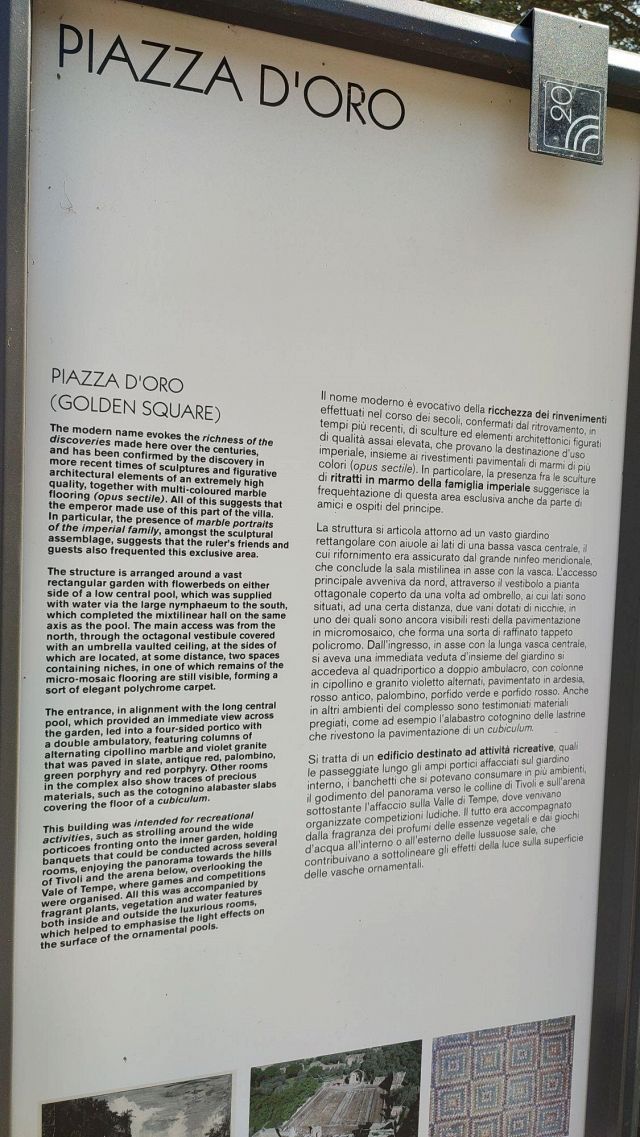 PIAZZA D'ORO
20
PIAZZA D'ORO
(GOLDEN SQUARE)
The modern name evokes the richness of the
discoveries made here over the centuries,
and has been confirmed by the discovery in
more recent times of sculptures and figurative
architectural elements of an extremely high
quality, together with multi-coloured marble
flooring (opus sectile). All of this suggests that
the emperor made use of this part of the villa.
In particular, the presence of marble portraits
of the imperial family, amongst the sculptural
assemblage, suggests that the ruler's friends and
guests also frequented this exclusive area.
The structure is arranged around a vast
rectangular garden with flowerbeds on either
side of a low central pool, which was supplied
with water via the large nymphaeum to the south,
which completed the mixtilinear hall on the same
axis as the pool. The main access was from the
north, through the octagonal vestibule covered
with an umbrella vaulted ceiling, at the sides of
which are located, at some distance, two spaces
containing niches, in one of which remains of the
micro-mosaic flooring are still visible, forming a
sort of elegant polychrome carpet.
The entrance, in alignment with the long central
pool, which provided an immediate view across
the garden, led into a four-sided portico with
a double ambulatory, featuring columns of
alternating cipollino marble and violet granite
that was paved in slate, antique red, palombino,
green porphyry and red porphyry. Other rooms
in the complex also show traces of precious
materials, such as the cotognino alabaster slabs
covering the floor of a cubiculum.
This building was intended for recreational
activities, such as strolling around the wide
porticoes fronting onto the inner garden, holding
banquets that could be conducted across several
rooms, enjoying the panorama towards the hills
of Tivoli and the arena below, overlooking the
Vale of Tempe, where games and competitions
were organised. All this was accompanied by
fragrant plants, vegetation and water features
both inside and outside the luxurious rooms,
which helped to emphasise the light effects on
the surface of the ornamental pools.
Il nome moderno è evocativo della ricchezza dei rinvenimenti
effettuati nel corso dei secoli, confermati dal ritrovamento, in
tempi più recenti, di sculture ed elementi architettonici figurati
di qualità assai elevata, che provano la destinazione d'uso
imperiale, insieme ai rivestimenti pavimentali di marmi di più
colori (opus sectile). In particolare, la presenza fra le sculture
di ritratti in marmo della famiglia imperiale suggerisce la
frequentazione di questa area esclusiva anche da parte di
amici e ospiti del principe.
La struttura si articola attorno ad un vasto giardino
rettangolare con aiuole ai lati di una bassa vasca centrale, il
cui rifornimento era assicurato dal grande ninfeo meridionale,
che conclude la sala mistilinea in asse con la vasca. L'accesso
principale avveniva da nord, attraverso il vestibolo a pianta
ottagonale coperto da una volta ad ombrello, ai cui lati sono
situati, ad una certa distanza, due vani dotati di nicchie, in
uno dei quali sono ancora visibili resti della pavimentazione
in micromosaico, che forma una sorta di raffinato tappeto
policromo. Dall'ingresso, in asse con la lunga vasca centrale,
si aveva una immediata veduta d'insieme del giardino e si
accedeva al quadriportico a doppio ambulacro, con colonne
in cipollino e granito violetto alternati, pavimentato in ardesia,
rosso antico, palombino, porfido verde e porfido rosso. Anche
in altri ambienti del complesso sono testimoniati materiali
pregiati, come ad esempio l'alabastro cotognino delle lastrine
che rivestono la pavimentazione di un cubiculum.
Si tratta di un edificio destinato ad attività ricreative, quali
le passeggiate lungo gli ampi portici affacciati sul giardino
interno, i banchetti che si potevano consumare in più ambienti,
il godimento del panorama verso le colline di Tivoli e sull'arena
sottostante l'affaccio sulla Valle di Tempe, dove venivano
organizzate competizioni ludiche. Il tutto era accompagnato
dalla fragranza dei profumi delle essenze vegetali e dai giochi
d'acqua all'interno o all'esterno delle lussuose sale, che
contribuivano a sottolineare gli effetti della luce sulla superficie
delle vasche ornamentali.